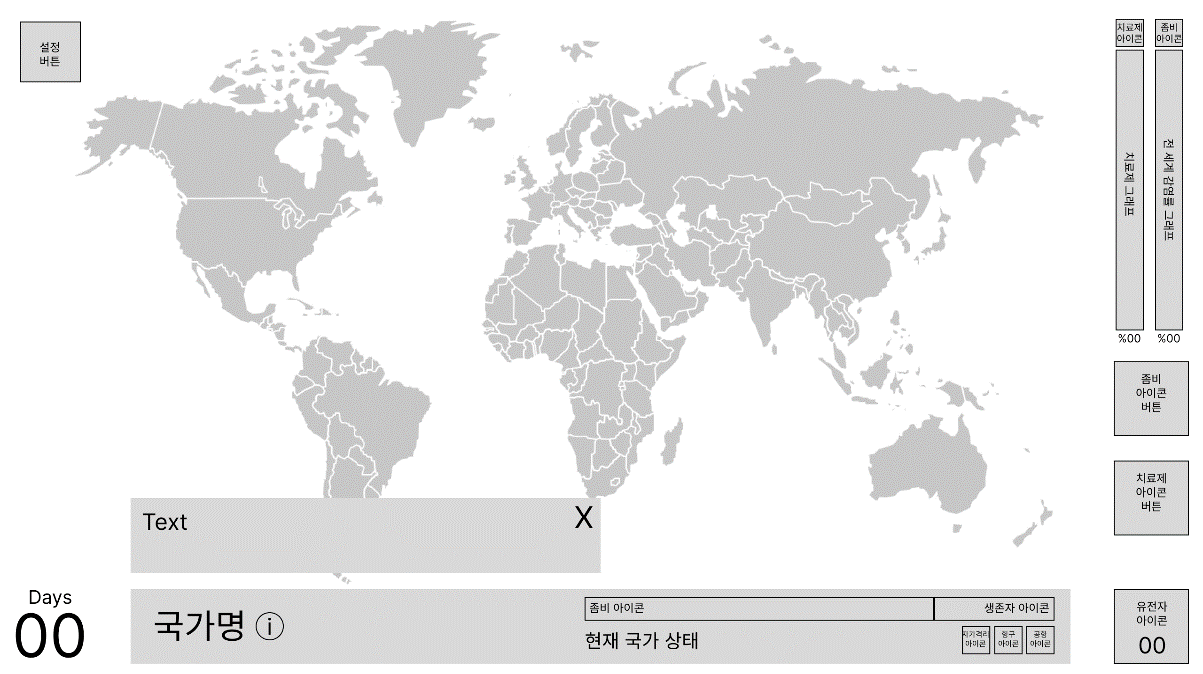 설정
버튼
치료제
아이콘
좀비
아이콘
치료제 그래프
전 세계 감염률 그래프
%00
%00
좀비
아이콘
버튼
치료제
아이콘
버튼
Text
X
Days
00
국가명 ⓘ
좀비 아이콘
생존자 아이콘
현재 국가 상태
자기격리
아이콘
항구
아이콘
공항
아이콘
유전자
아이콘
00